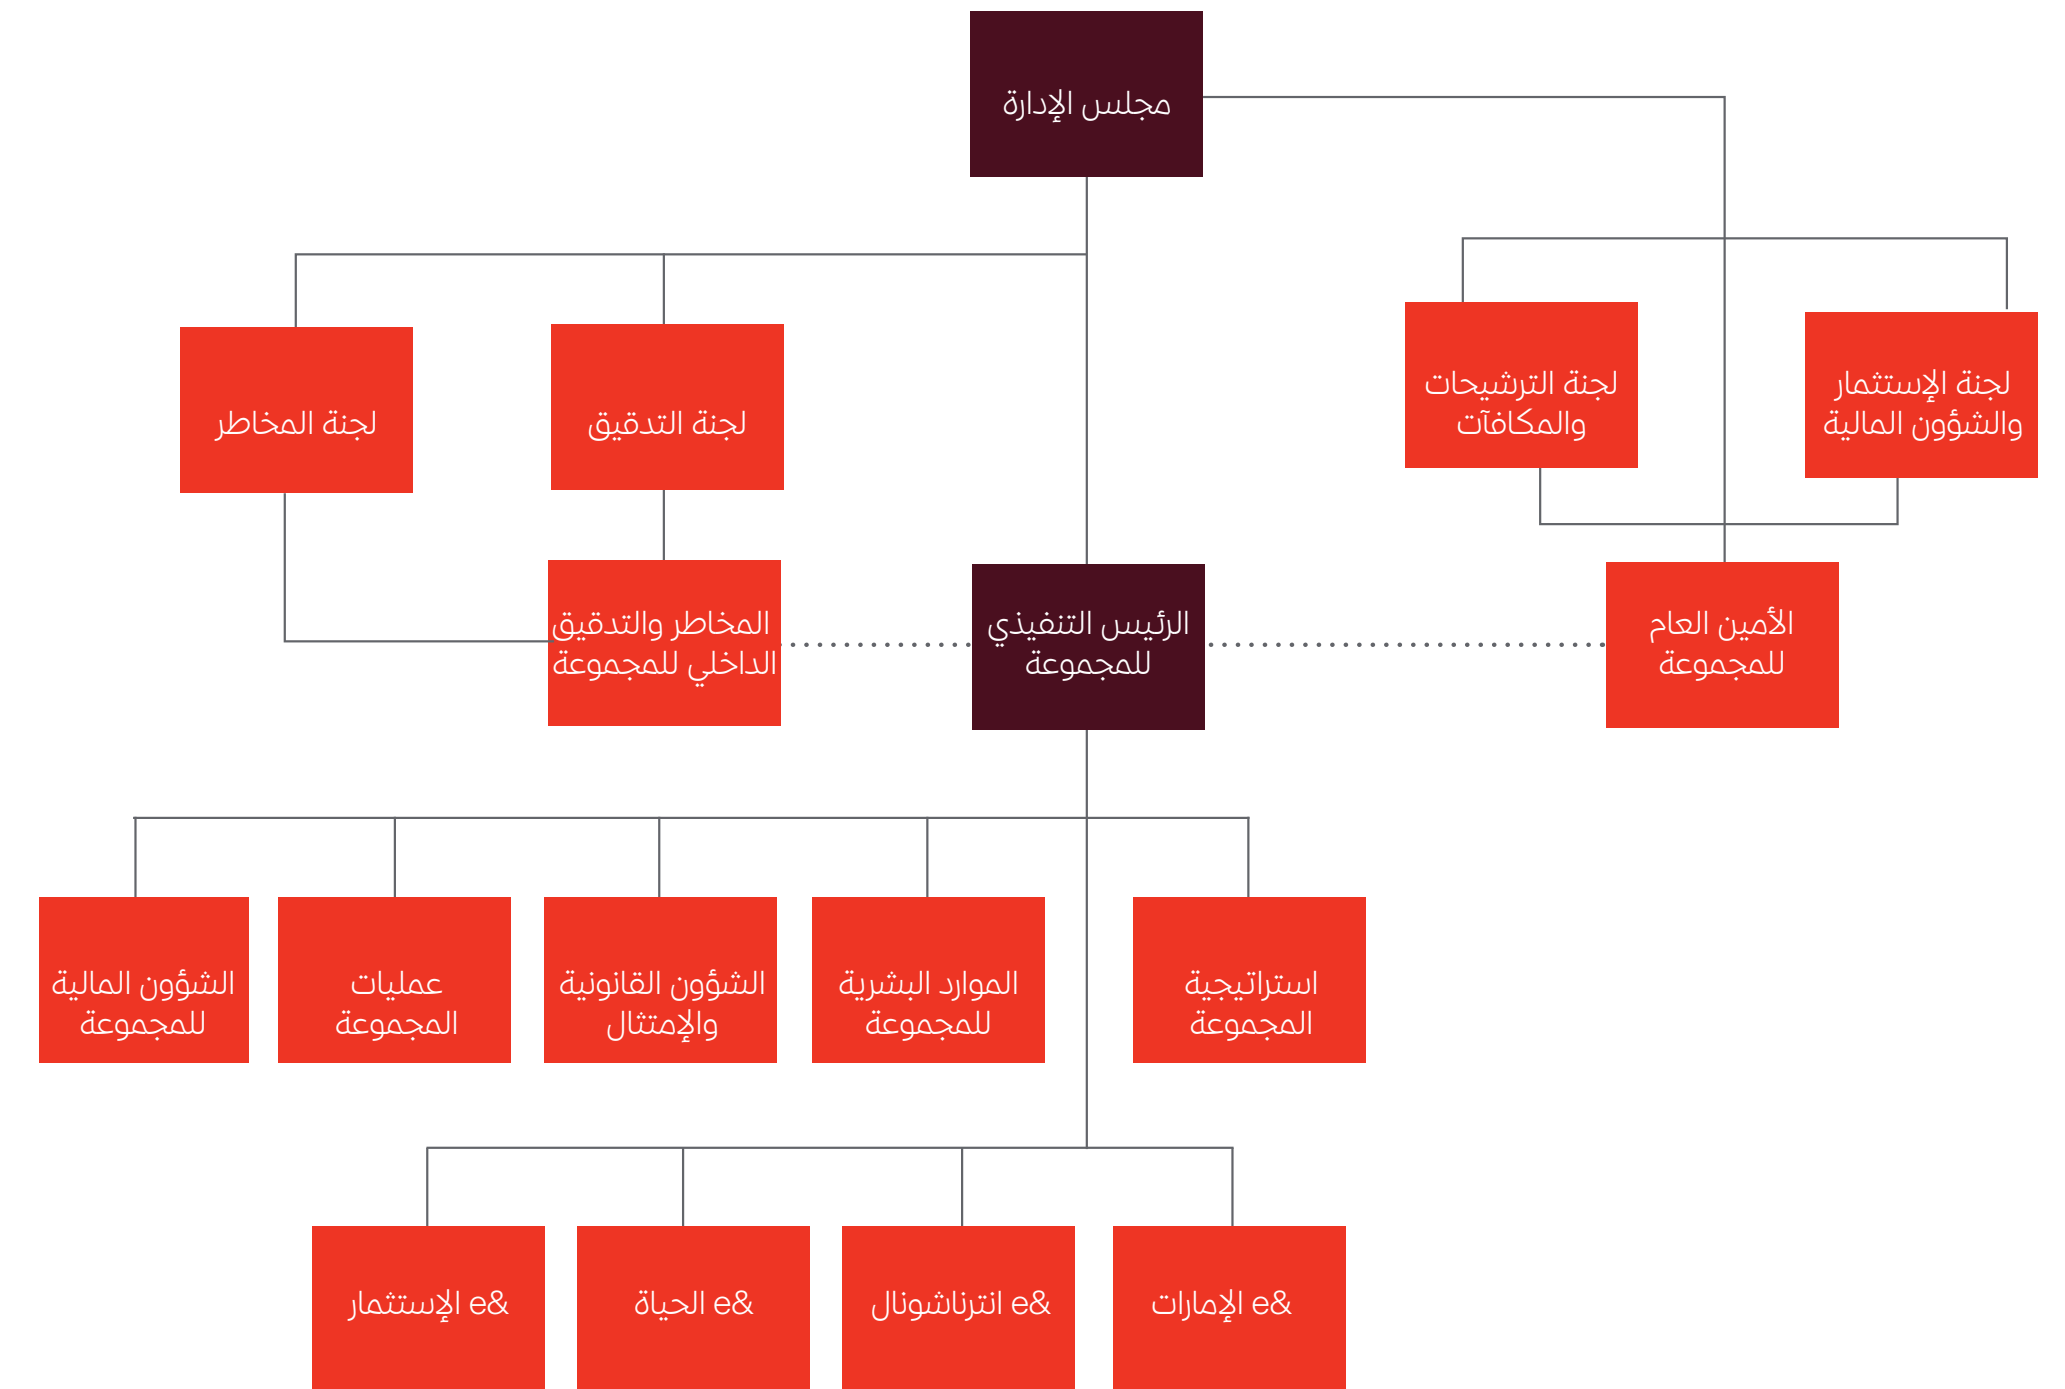 مجلس الإدارة
لجنة الإستثمار
والشؤون المالية
لجنة الترشيحات
والمكافآت
لجنة التدقيق
لجنة المخاطر
الأمين العام
للمجموعة
الرئيس التنفيذي
للمجموعة
المخاطر والتدقيق
الداخلي للمجموعة
استراتيجية
المجموعة
الموارد البشرية
للمجموعة
الشؤون القانونية
والإمتثال
عمليات
المجموعة
الشؤون المالية
للمجموعة
e& الإمارات
e& انترناشونال
e& الحياة
e& الإستثمار